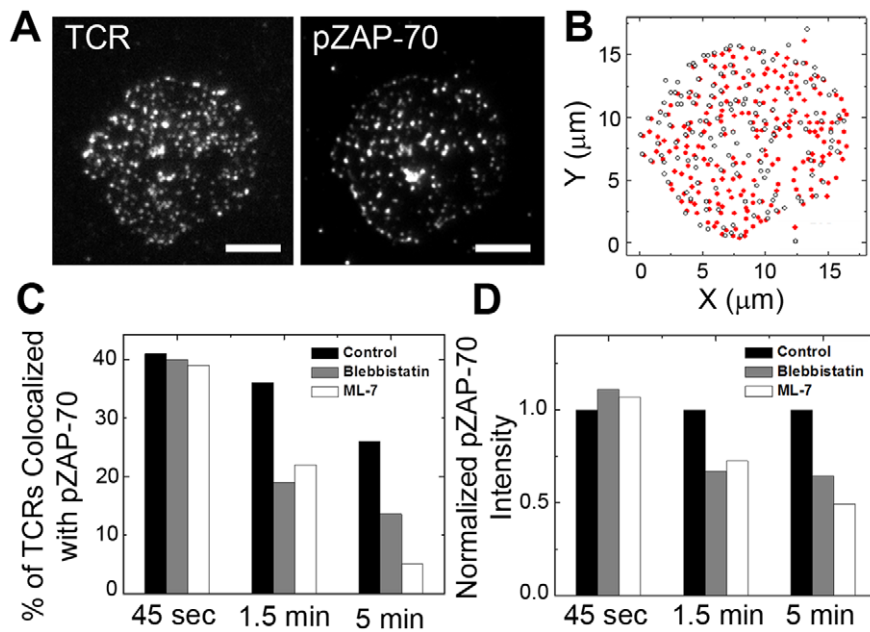 A
TCR
pZAP-70
B
Y (μm)
15
10
5
0
0
5
10
15
X (μm)
C
% of TCRs Colocalized
with pZAP-70
40
20
0
Control
Blebbistatin
ML-7
45 sec
1.5 min
5 min
D
Normalized pZAP-70
Intensity
1.0
0.5
0.0
Control
Blebbistatin
ML-7
45 sec
1.5 min
5 min